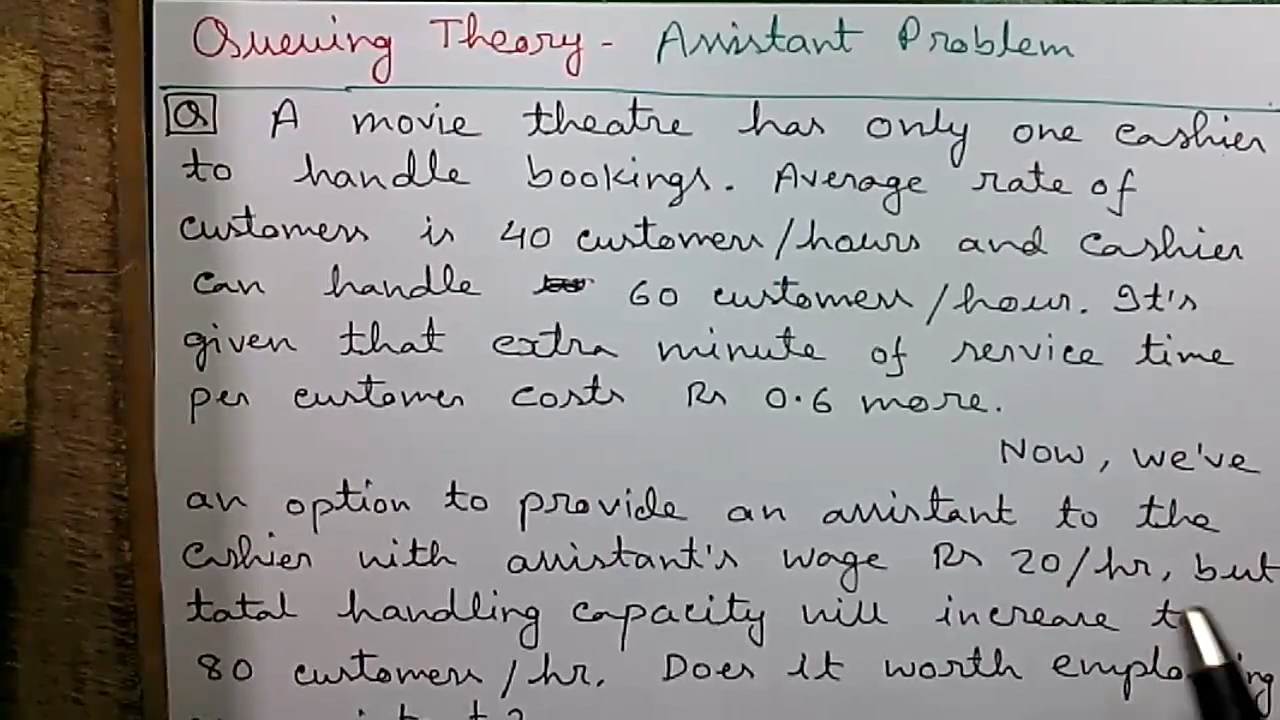 Queuing Theory - Assistant Problem
Q A movie theatre has only one cashier
to handle bookings. Average rate of
customers is 40 customers/hours and cashier
can handle 60 customers/hour. It's
given that extra minute of service time
per customer costs Rs 0.6 more.
Now, we've
an option to provide an assistant to the
cashier with assistant's wage Rs 20/hr, but
total handling capacity will increase
80 customers/hr. Does it worth